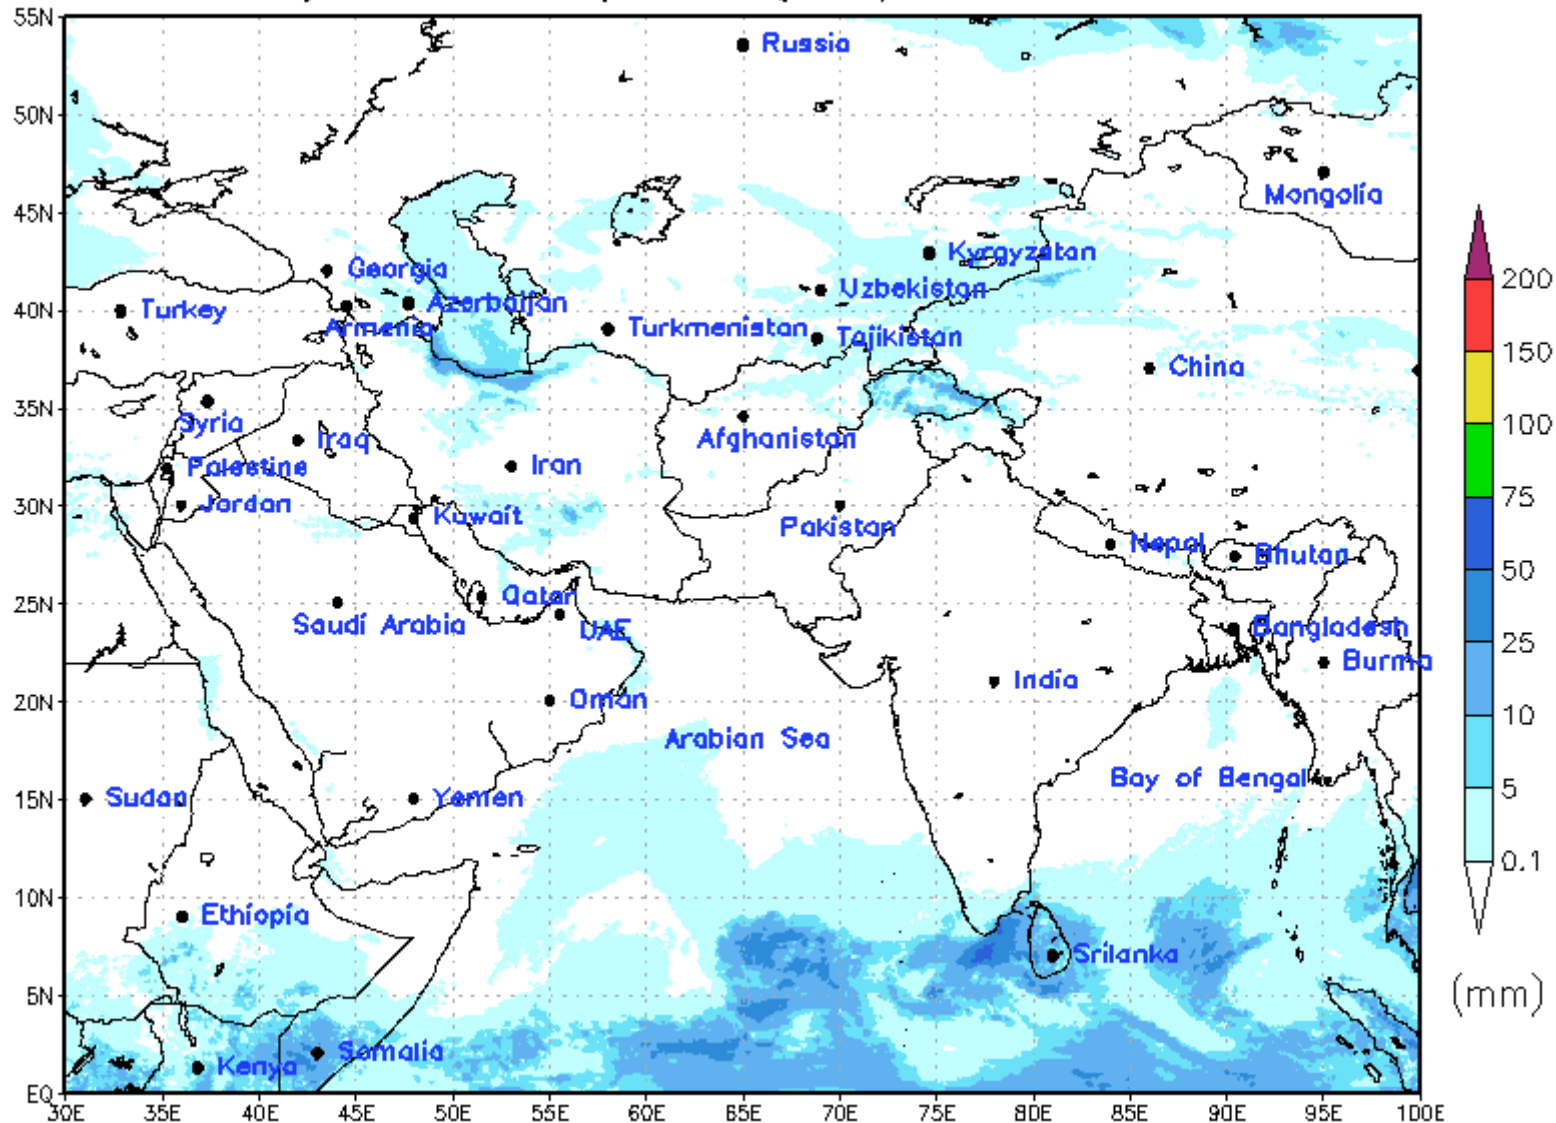 55N
Russia
50N
Mongolia
45N
Kyrgyzstan
Georgia
200
Uzbekistan
Azerbaijan
40N
Turkey
Armenia
Turkmenistan
Tajikistan
150
China
35N
Syria
Iraq
Afghanistan
100
Palestine
Iran
30N
Jordan
Kuwait
Pakistan
75
Nepal
Bhutan
50
25N
Qatar
Saudi Arabia
UAE
Bangladesh
25
Burma
India
20N
Oman
10
Arabian Sea
Bay of Bengal
15N
Sudan
Yemen
5
0.1
10N
Ethiopia
Srilanka
5N
(mm)
Somalia
Kenya
EQ
30E 35E 40E 45E 50E 55E 60E 65E 70E 75E 80E 85E 90E 95E 100E